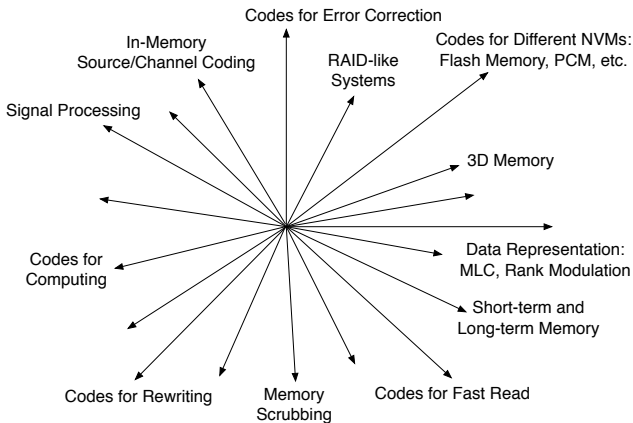 Codes for Error Correction
In-Memory
Source/Channel Coding
RAID-like
Systems
Codes for Different NVMs:
Flash Memory, PCM, etc.
Signal Processing
3D Memory
Codes for
Computing
Data Representation:
MLC, Rank Modulation
Short-term and
Long-term Memory
Codes for Rewriting
Memory
Scrubbing
Codes for Fast Read